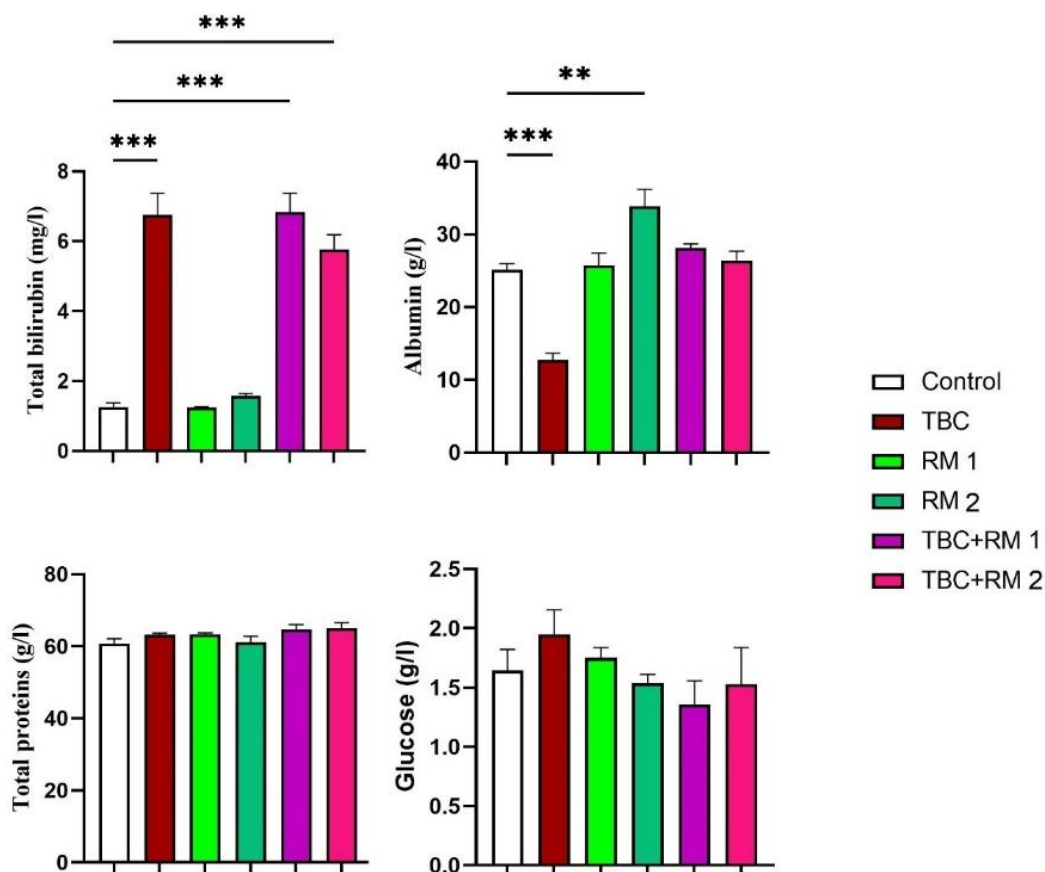 ***
***
***
Total bilirubin (mg/l)
8
6
4
2
0
**
***
Albumin (g/l)
40
30
20
10
0
Control
TBC
RM 1
RM 2
TBC+RM 1
TBC+RM 2
Total proteins (g/l)
80
60
40
20
0
Glucose (g/l)
2.5
2.0
1.5
1.0
0.5
0.0